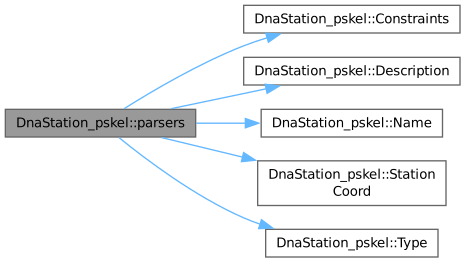 DnaStation_pskel::Constraints
DnaStation_pskel::Description
DnaStation_pskel::parsers
DnaStation_pskel::Name
DnaStation_pskel::Station
Coord
DnaStation_pskel::Type